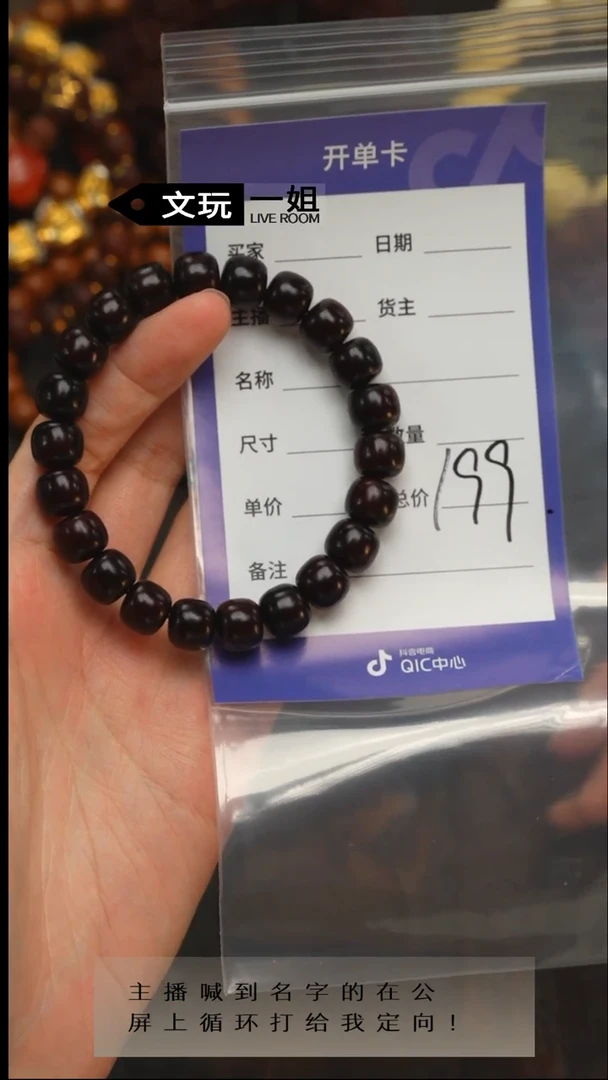 开单卡
文玩一姐
LIVE ROOM
买家 日期
主播 货主
名称
尺寸 数量
单价 总价 199
备注
抖音电商
QIC中心
主播喊到名字的在公
屏上循环打给我定向!